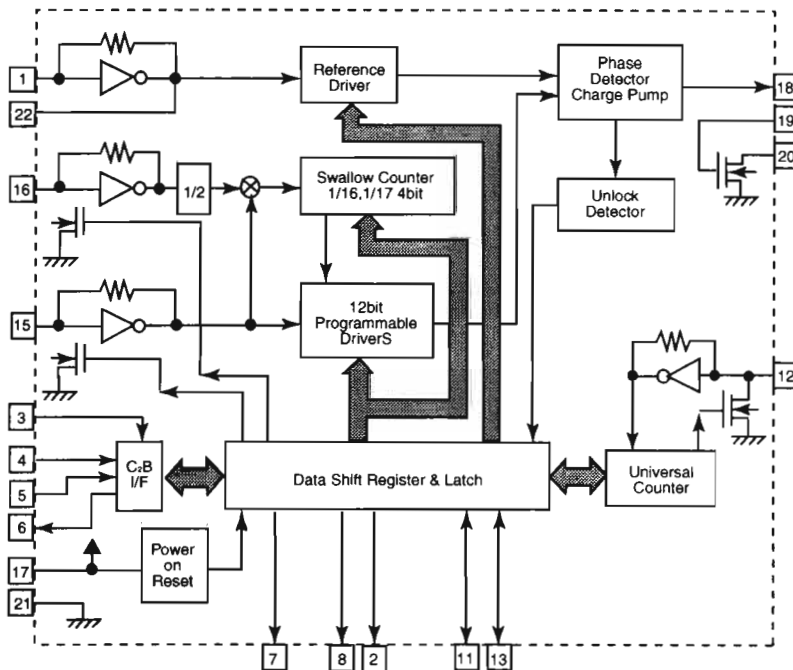 1
22
16
15
3
4
5
6
17
21
Reference
Driver
Phase
Detector
Charge Pump
18
19
20
1/2
Swallow Counter
1/16,1/17 4bit
Unlock
Detector
12bit
Programmable
DriverS
12
C₂B
I/F
Data Shift Register & Latch
Universal
Counter
Power
on
Reset
7
8
2
11
13